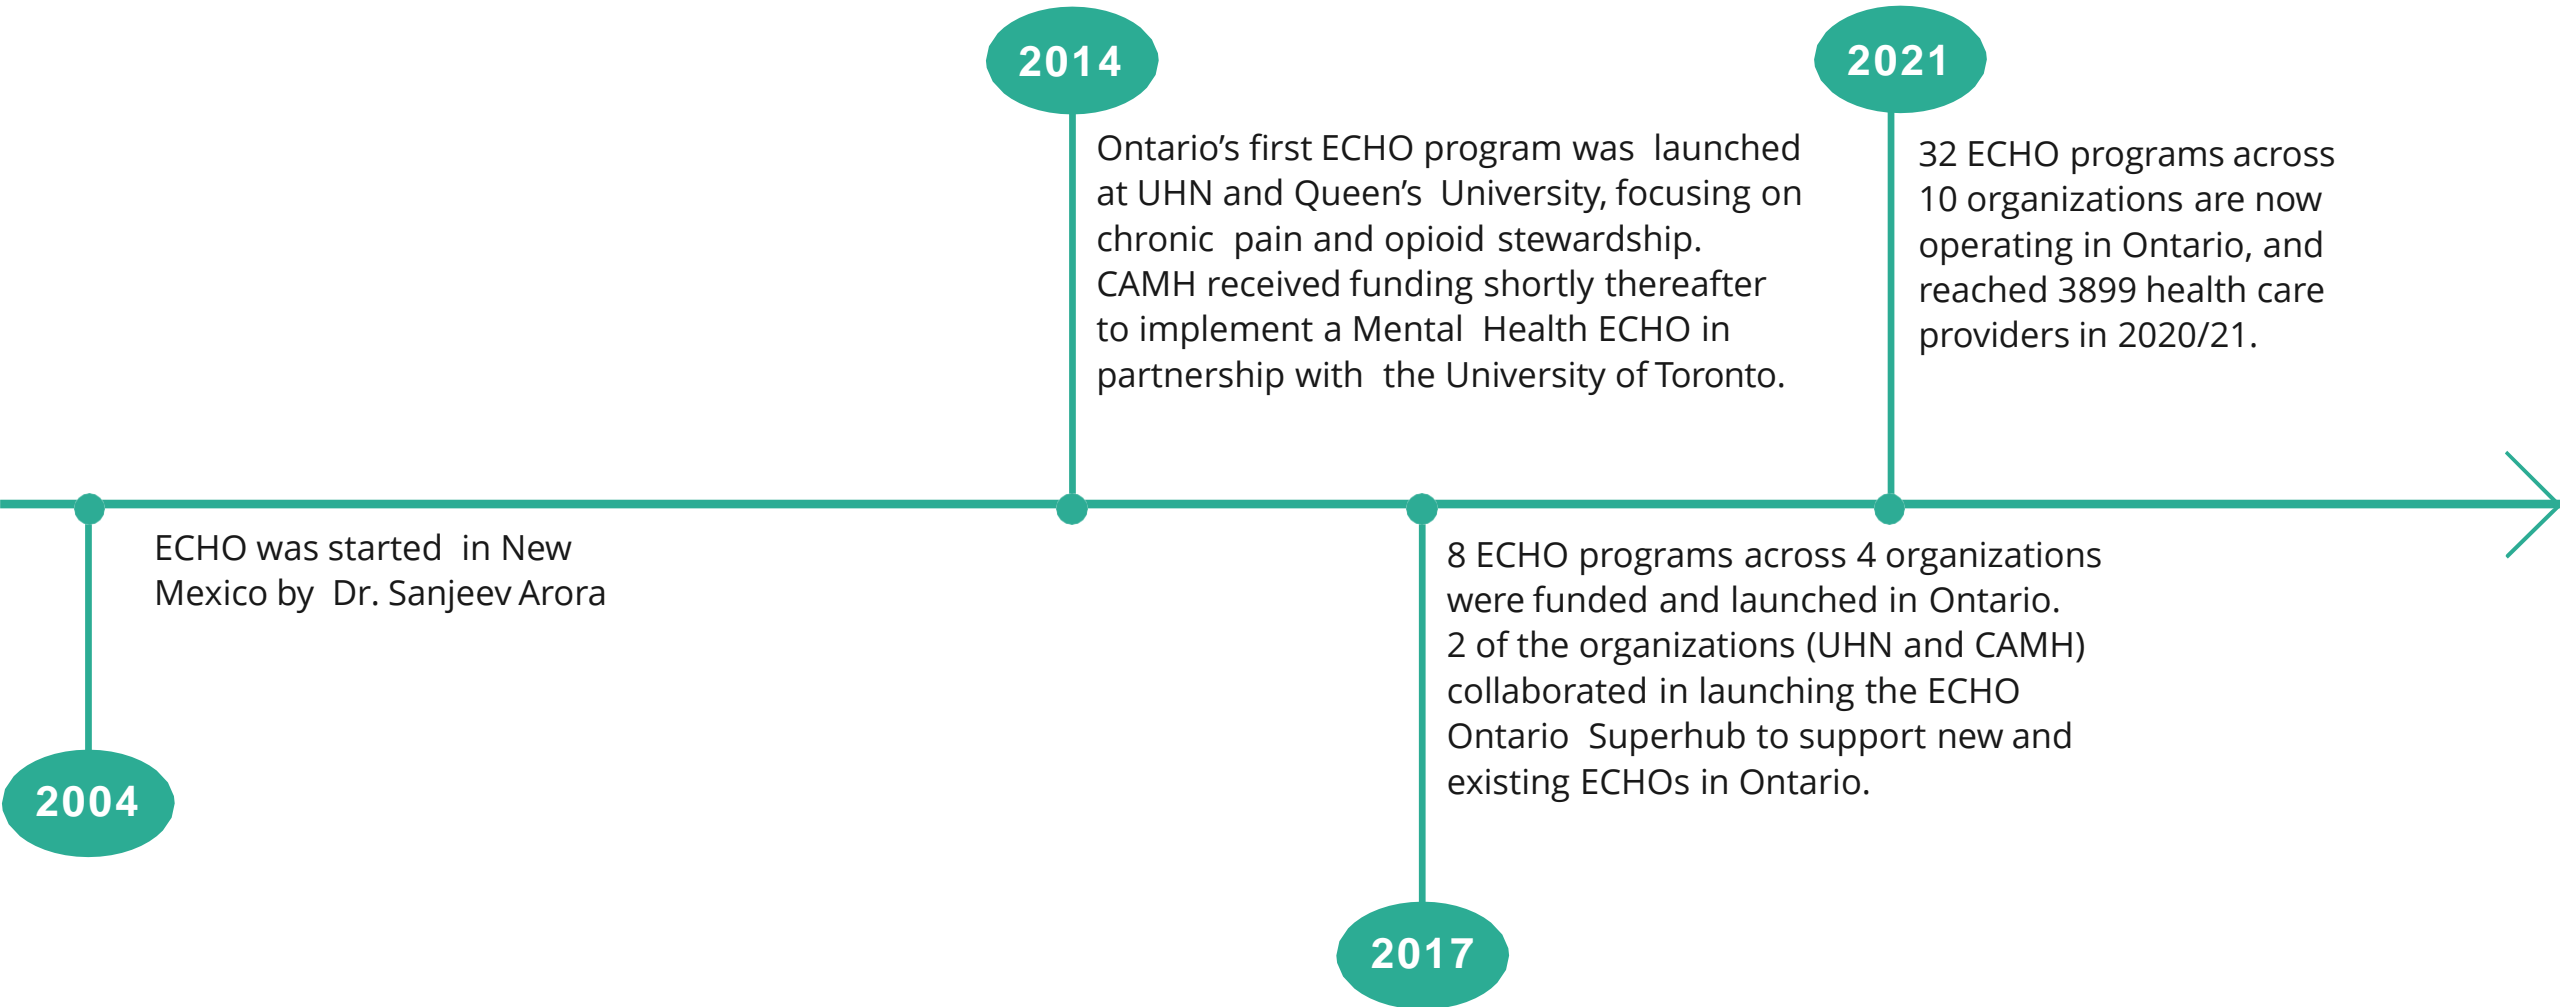 2004
ECHO was started in New
Mexico by Dr. Sanjeev Arora
2014
Ontario’s first ECHO program was launched
at UHN and Queen’s University, focusing on
chronic pain and opioid stewardship.
CAMH received funding shortly thereafter
to implement a Mental Health ECHO in
partnership with the University of Toronto.
2017
8 ECHO programs across 4 organizations
were funded and launched in Ontario.
2 of the organizations (UHN and CAMH)
collaborated in launching the ECHO
Ontario Superhub to support new and
existing ECHOs in Ontario.
2021
32 ECHO programs across
10 organizations are now
operating in Ontario, and
reached 3899 health care
providers in 2020/21.